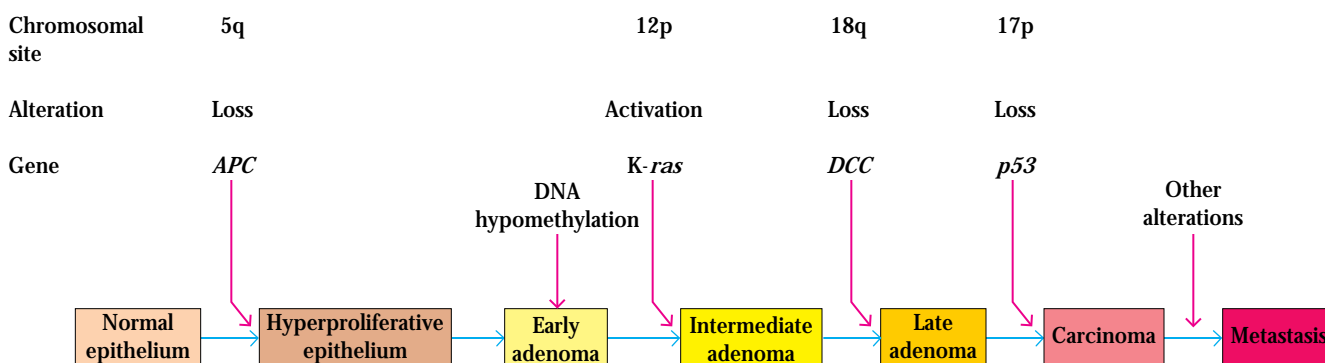 Chromosomal site 5q 12p 18q 17p
Alteration Loss Activation Loss Loss
Gene APC K-ras DCC p53
DNA
hypomethylation
Other
alterations
Normal
epithelium
Hyperproliferative
epithelium
Early
adenoma
Intermediate
adenoma
Late
adenoma
Carcinoma
Metastasis